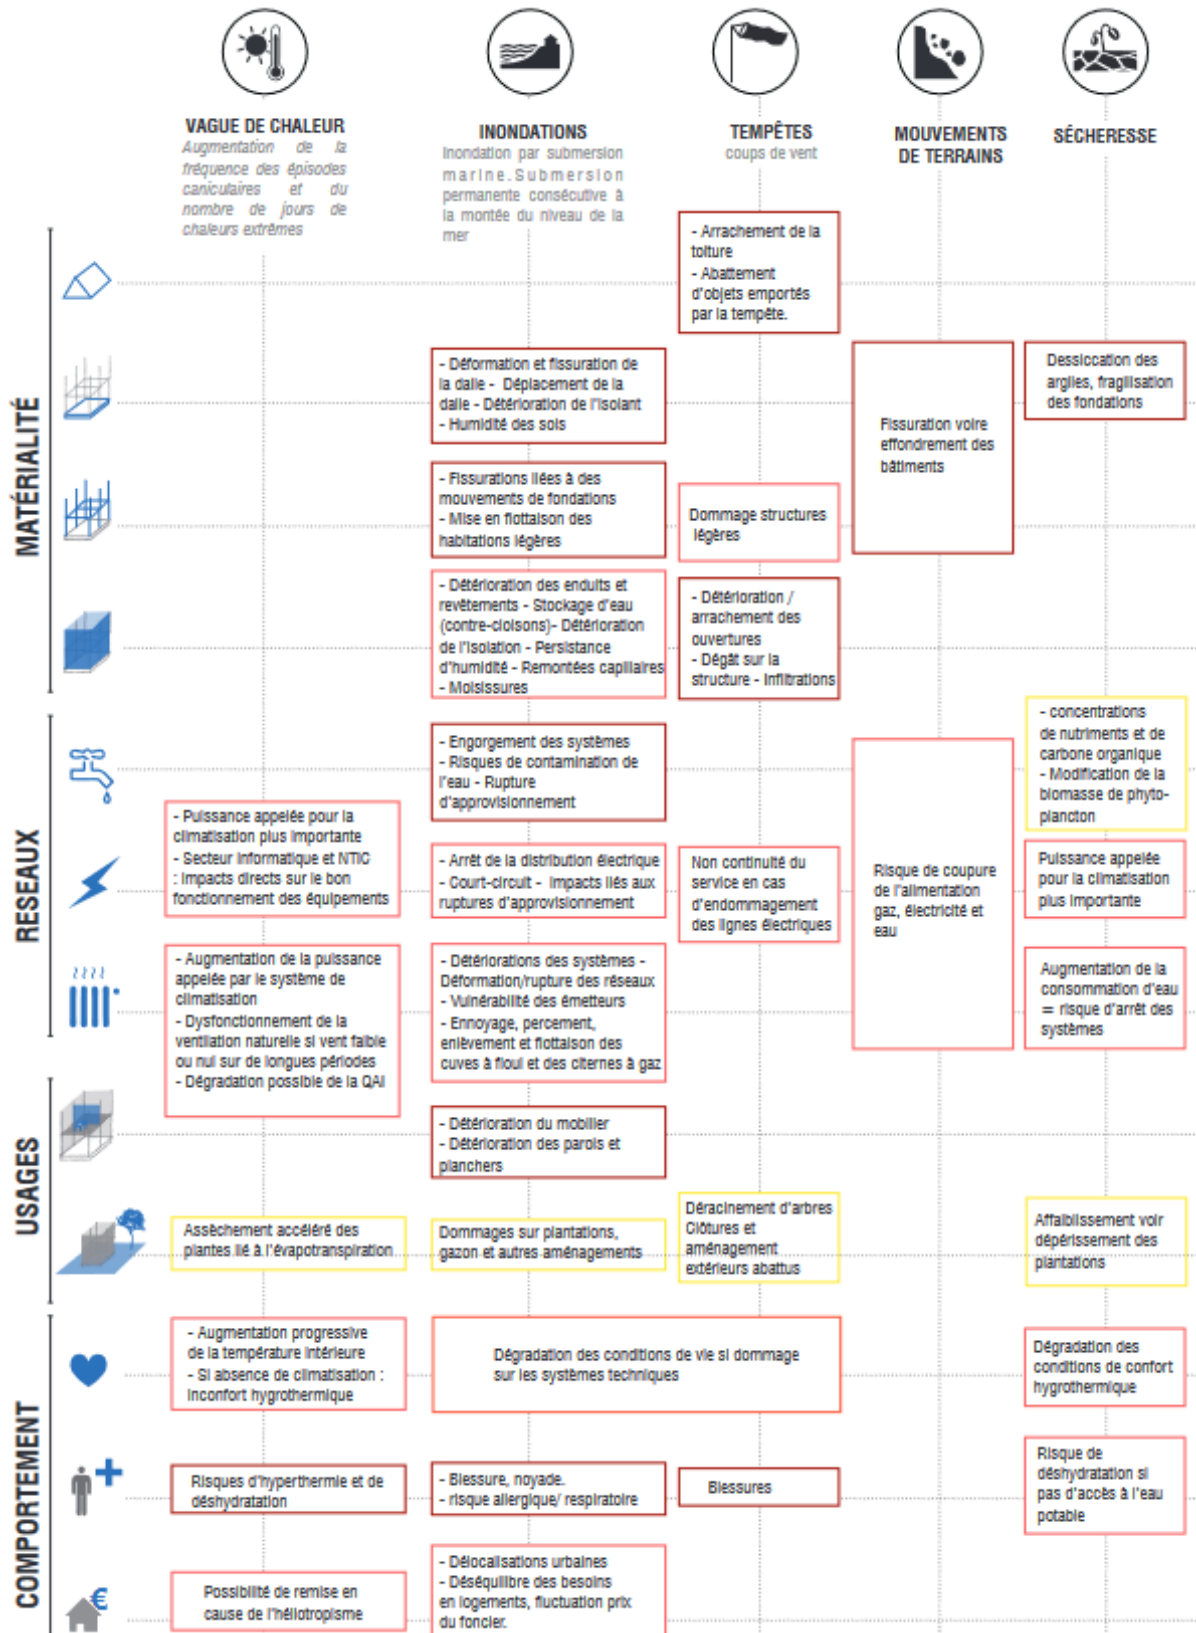 VAGUE DE CHALEUR
Augmentation de la
fréquence des épisodes
caniculaires et du
nombre de jours de
chaleurs extrêmes
INONDATIONS
Inondation par submersion
marine.Submersion
permanente consécutive à
la montée du niveau de la
mer
TEMPÊTES
coups de vent
MOUVEMENTS
DE TERRAINS
SÉCHERESSE
MATÉRIALITÉ
- Arrachement de la
toiture
- Abattement
d'objets emportés
par la tempête.
- Déformation et fissuration de
la dalle - Déplacement de la
dalle - Détérioration de l'isolant
- Humidité des sols
Fissuration voire
effondrement des
bâtiments
Dessiccation des
argiles, fragilisation
des fondations
- Fissurations liées à des
mouvements de fondations
- Mise en flottaison des
habitations légères
Dommage structures
légères
- Détérioration des enduits et
revêtements - Stockage d'eau
(contre-cloisons)- Détérioration
de l'isolation - Persistance
d'humidité - Remontées capillaires
- Moisissures
- Détérioration /
arrachement des
ouvertures
- Dégât sur la
structure - Infiltrations
RESEAUX
- Engorgement des systèmes
- Risques de contamination de
l'eau - Rupture
d'approvisionnement
- concentrations
de nutriments et de
carbone organique
- Modification de la
biomasse de phyto-
plancton
- Puissance appelée pour la
climatisation plus importante
- Secteur informatique et NTIC
: Impacts directs sur le bon
fonctionnement des équipements
- Arrêt de la distribution électrique
- Court-circuit - Impacts liés aux
ruptures d'approvisionnement
Non continuité du
service en cas
d'endommagement
des lignes électriques
Risque de coupure
de l'alimentation
gaz, électricité et
eau
Puissance appelée
pour la climatisation
plus importante
- Augmentation de la puissance
appelée par le système de
climatisation
- Dysfonctionnement de la
ventilation naturelle si vent faible
ou nul sur de longues périodes
- Dégradation possible de la QAI
- Détériorations des systèmes -
Déformation/rupture des réseaux
- Vulnérabilité des émetteurs
- Ennoyage, percement,
enlèvement et flottaison des
cuves à fioul et des citernes à gaz
Augmentation de la
consommation d'eau
= risque d'arrêt des
systèmes
USAGES
- Détérioration du mobilier
- Détérioration des parois et
planchers
Assèchement accéléré des
plantes lié à l'évapotranspiration
Dommages sur plantations,
gazon et autres aménagements
Déracinement d'arbres
Clôtures et
aménagement
extérieurs abattus
Affaiblissement voir
dépérissement des
plantations
COMPORTEMENT
- Augmentation progressive
de la température intérieure
- Si absence de climatisation :
inconfort hygrothermique
Dégradation des conditions de vie si dommage
sur les systèmes techniques
Dégradation des
conditions de confort
hygrothermique
Risques d'hyperthermie et de
déshydratation
- Blessure, noyade.
- risque allergique/ respiratoire
Blessures
Risque de
déshydratation si
pas d'accès à l'eau
potable
€
Possibilité de remise en
cause de l'héliotropisme
- Délocalisations urbaines
- Déséquilibre des besoins
en logements, fluctuation prix
du foncier.